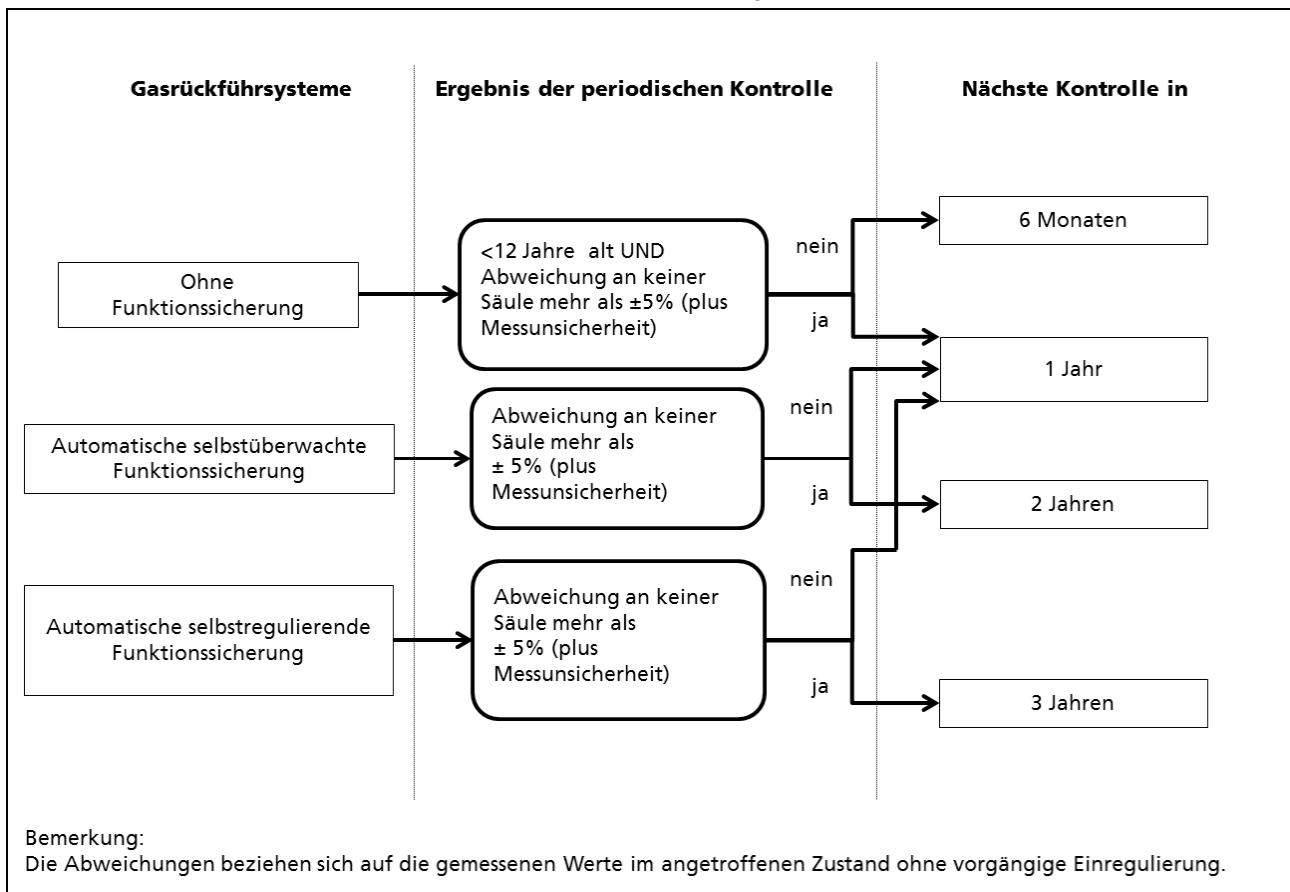 Gasrückführsysteme
Ergebnis der periodischen Kontrolle
Nächste Kontrolle in
Ohne
Funktionssicherung
<12 Jahre alt UND
Abweichung an keiner
Säule mehr als ±5% (plus
Messunsicherheit)
nein
ja
6 Monaten
1 Jahr
Automatische selbstüberwachte
Funktionssicherung
Abweichung an keiner
Säule mehr als
± 5% (plus
Messunsicherheit)
nein
ja
2 Jahren
Automatische selbstregulierende
Funktionssicherung
Abweichung an keiner
Säule mehr als
± 5% (plus
Messunsicherheit)
nein
ja
3 Jahren
Bemerkung:
Die Abweichungen beziehen sich auf die gemessenen Werte im angetroffenen Zustand ohne vorgängige Einregulierung.